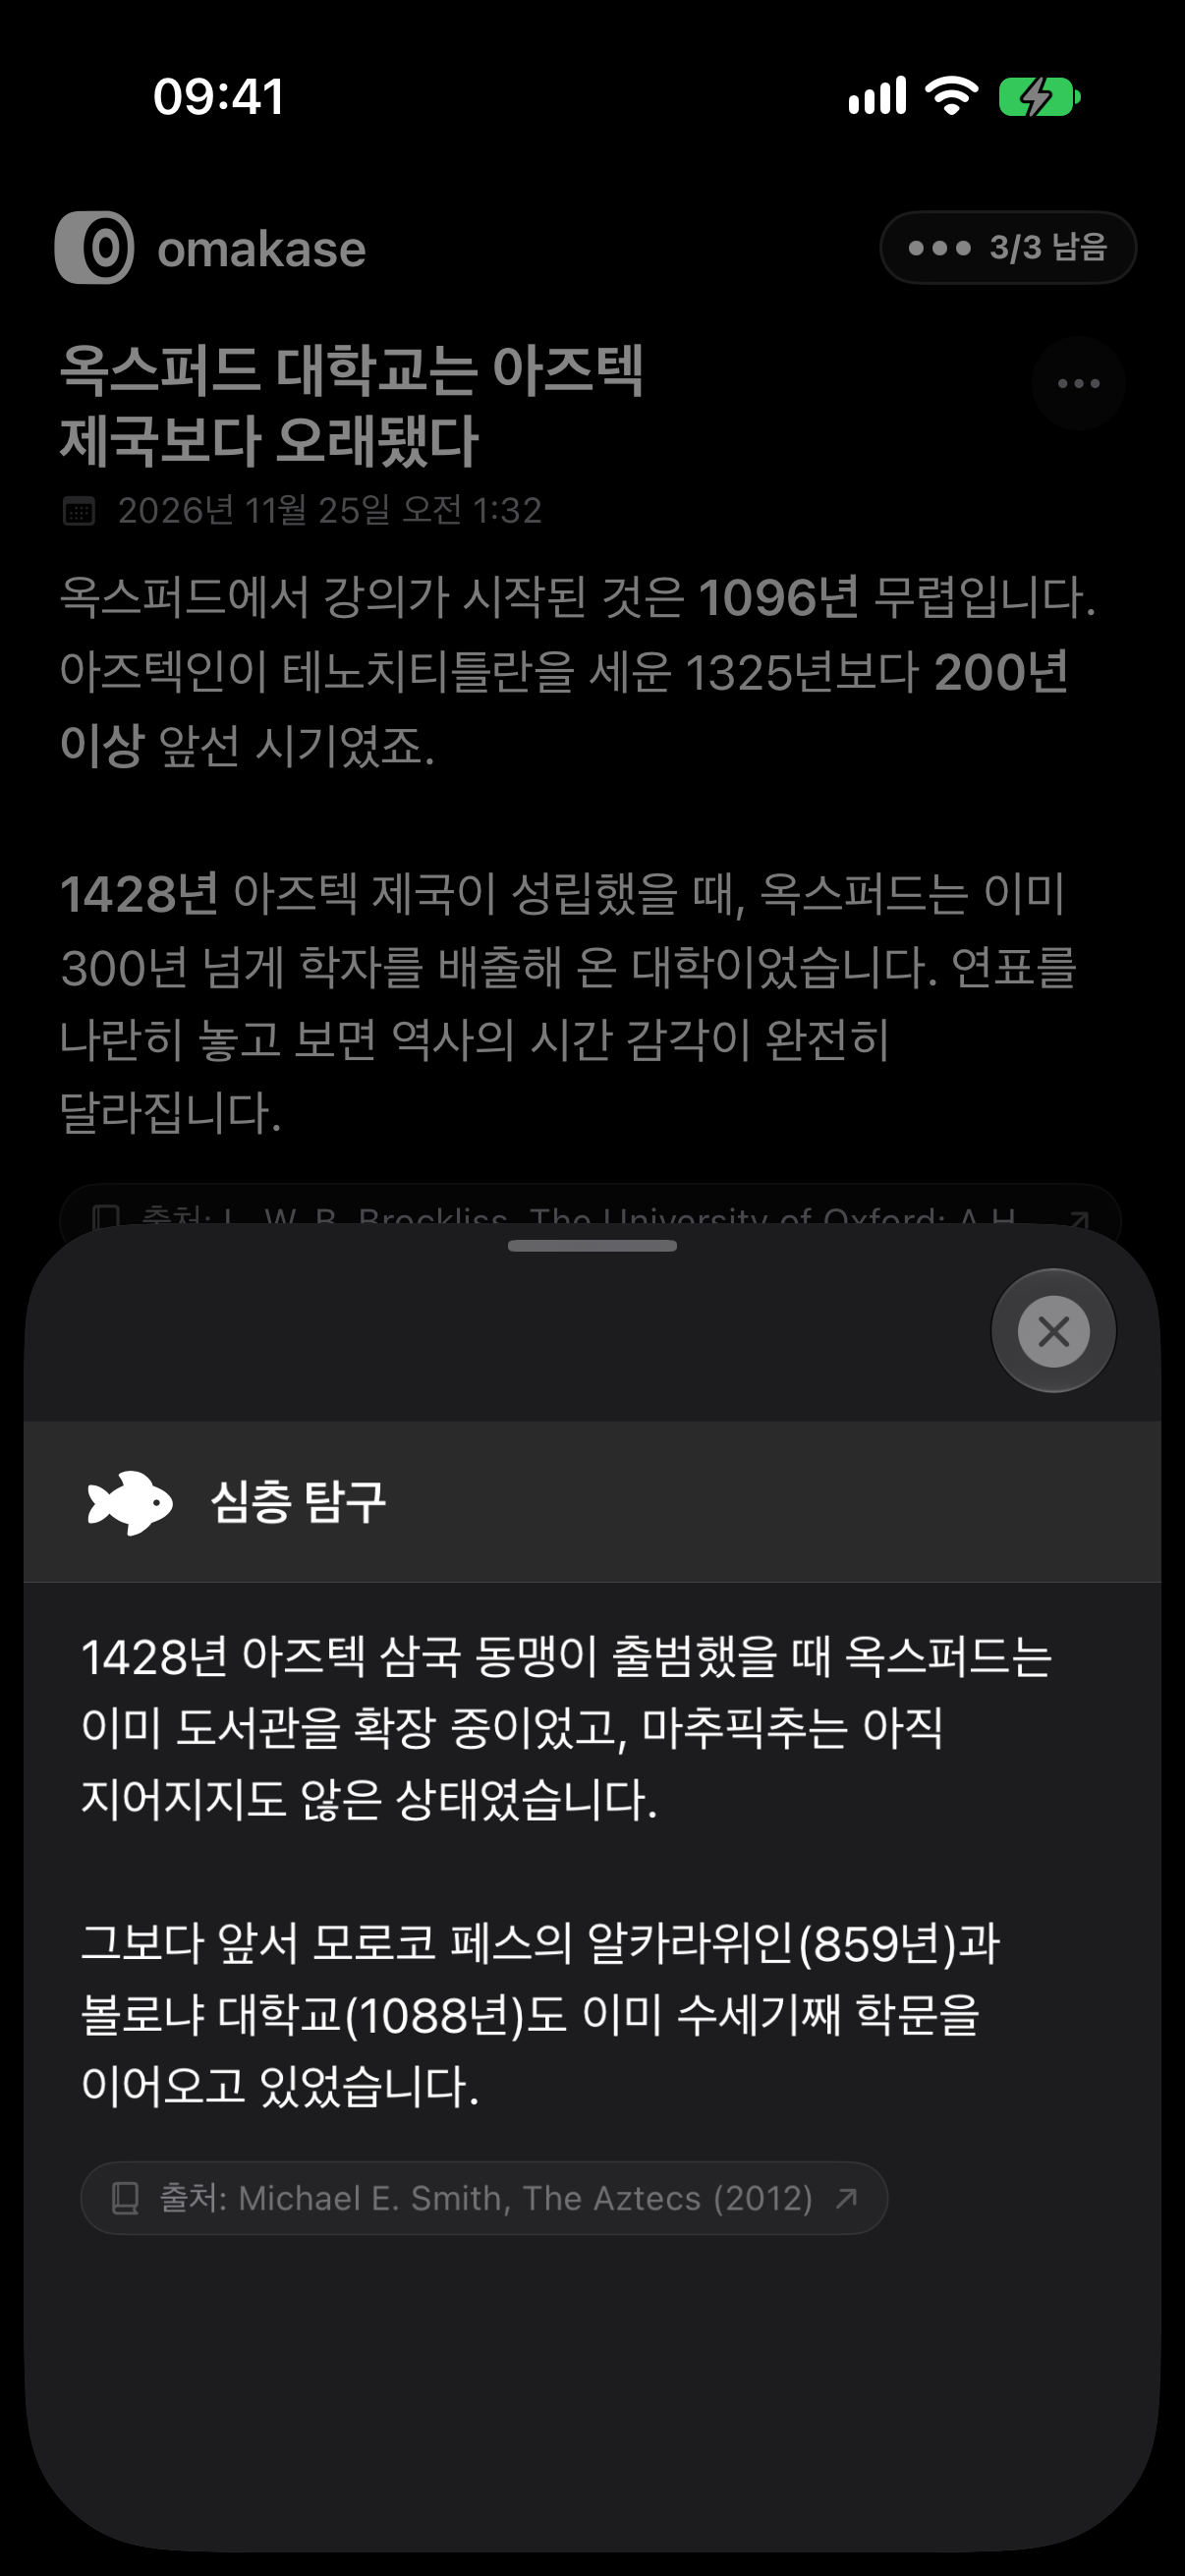 09:41
omakase
3/3 남음
옥스퍼드 대학교는 아즈텍
제국보다 오래됐다
2026년 11월 25일 오전 1:32
옥스퍼드에서 강의가 시작된 것은 1096년 무렵입니다.
아즈텍인이 테노치티틀란을 세운 1325년보다 200년
이상 앞선 시기였죠.
1428년 아즈텍 제국이 성립했을 때, 옥스퍼드는 이미
300년 넘게 학자를 배출해 온 대학이었습니다. 연표를
나란히 놓고 보면 역사의 시간 감각이 완전히
달라집니다.
출처: L. W. B. Brockliss, The University of Oxford: A H
심층 탐구
1428년 아즈텍 삼국 동맹이 출범했을 때 옥스퍼드는
이미 도서관을 확장 중이었고, 마추픽추는 아직
지어지지도 않은 상태였습니다.
그보다 앞서 모로코 페스의 알카라위인(859년)과
볼로냐 대학교(1088년)도 이미 수세기째 학문을
이어오고 있었습니다.
출처: Michael E. Smith, The Aztecs (2012)